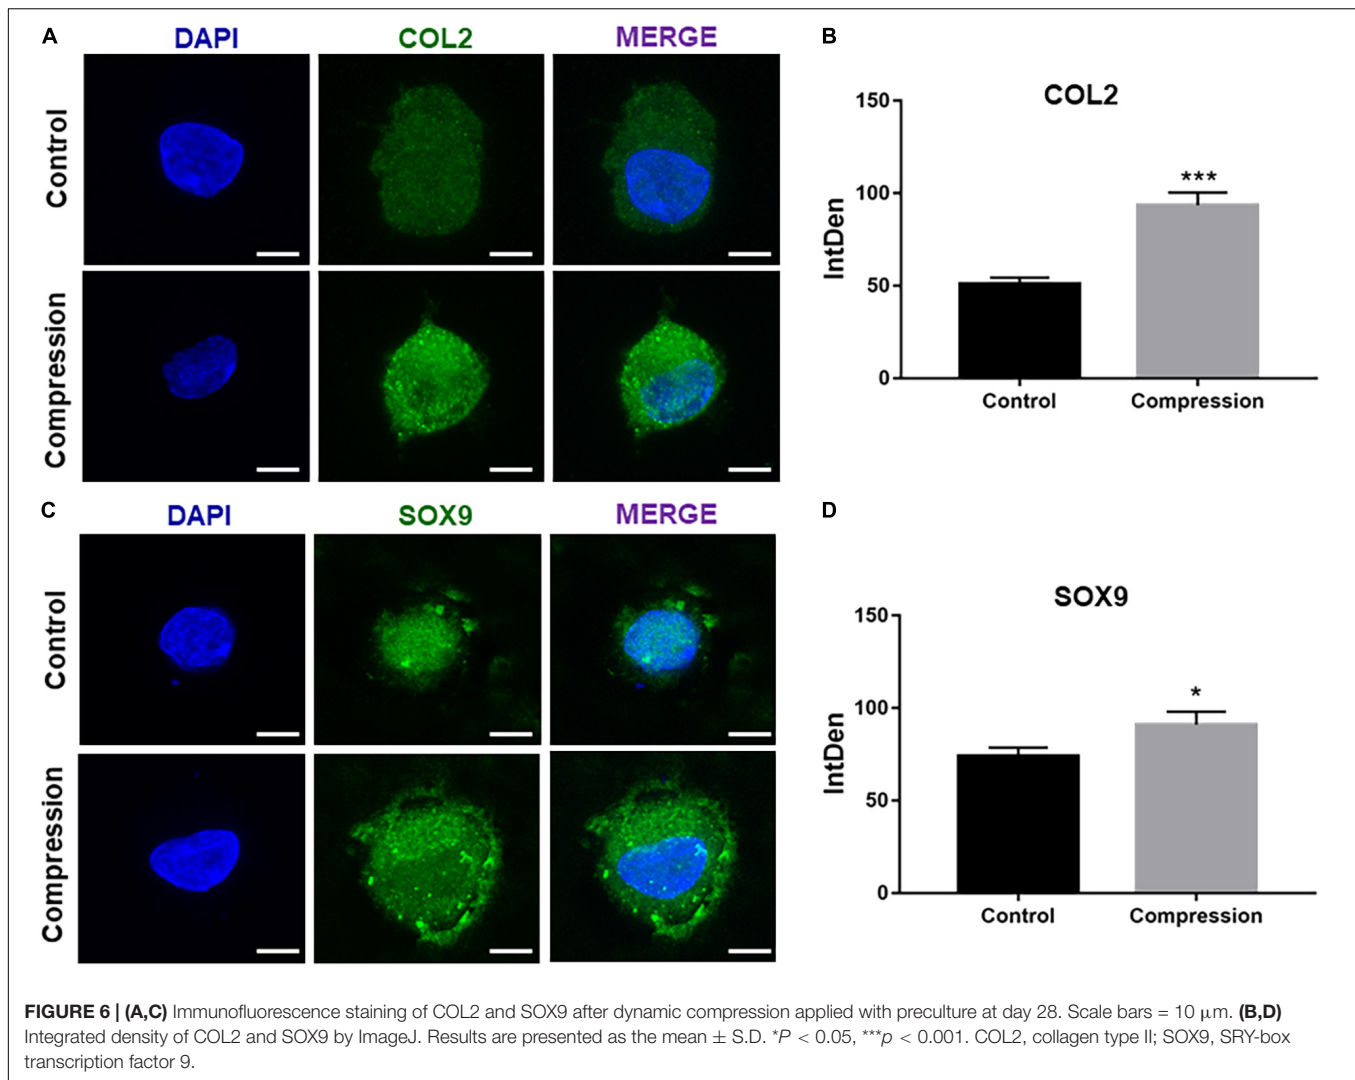 A
DAPI
COL2
MERGE
Control
Compression
B
COL2
150
100
50
0
IntDen
***
Control
Compression
C
DAPI
SOX9
MERGE
Control
Compression
D
SOX9
150
100
50
0
IntDen
*
Control
Compression
FIGURE 6 | (A,C) Immunofluorescence staining of COL2 and SOX9 after dynamic compression applied with preculture at day 28. Scale bars = 10 μm. (B,D)
Integrated density of COL2 and SOX9 by ImageJ. Results are presented as the mean ± S.D. *P < 0.05, ***p < 0.001. COL2, collagen type II; SOX9, SRY-box
transcription factor 9.